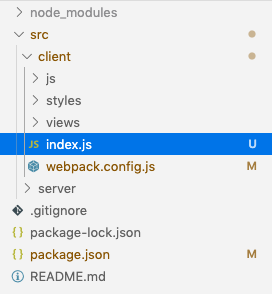 node_modules
src
client
js
styles
views
JS index.js U
webpack.config.js M
server
.gitignore
{} package-lock.json
{} package.json M
README.md